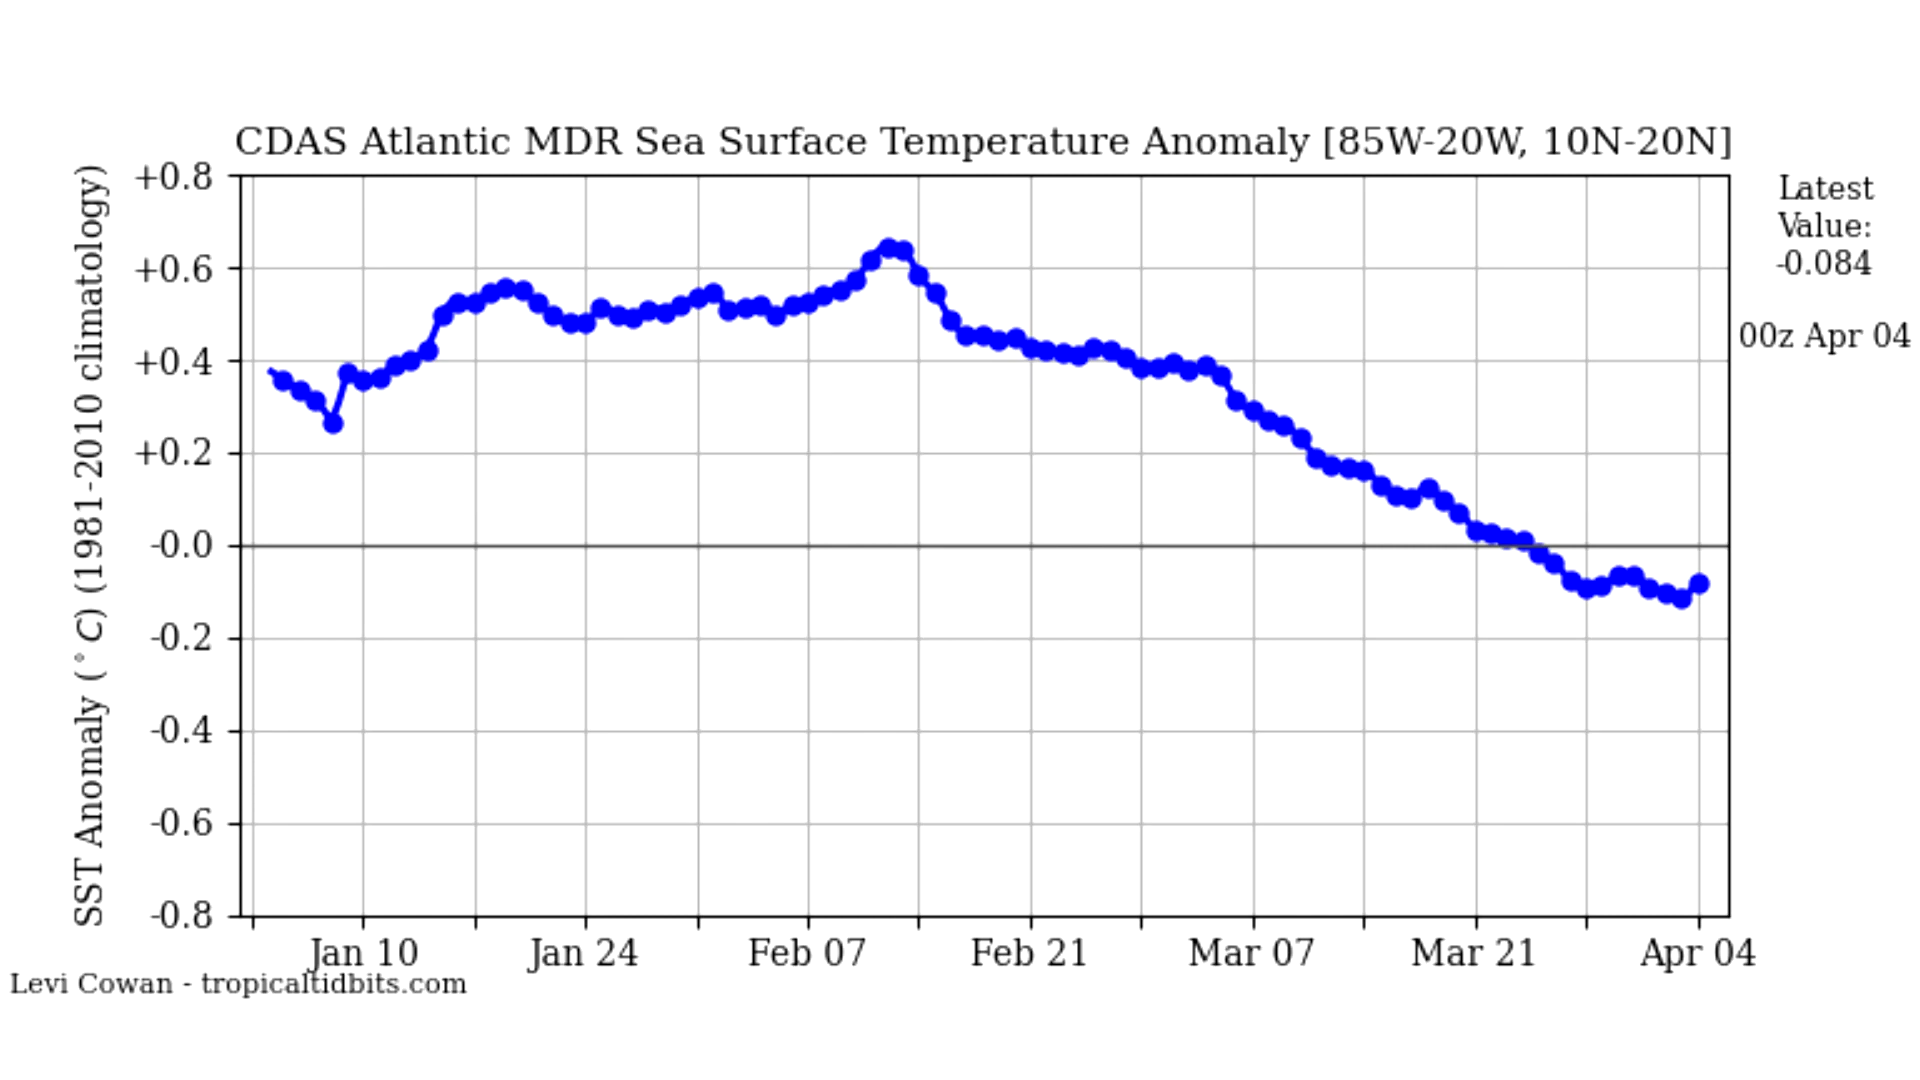 CDAS Atlantic MDR Sea Surface Temperature Anomaly [85W-20W, 10N-20N]
SST Anomaly (°C) (1981-2010 climatology)
+0.8
+0.6
+0.4
+0.2
-0.0
-0.2
-0.4
-0.6
-0.8
Jan 10 Jan 24 Feb 07 Feb 21 Mar 07 Mar 21 Apr 04
Latest
Value:
-0.084
00z Apr 04
Levi Cowan - tropicaltidbits.com